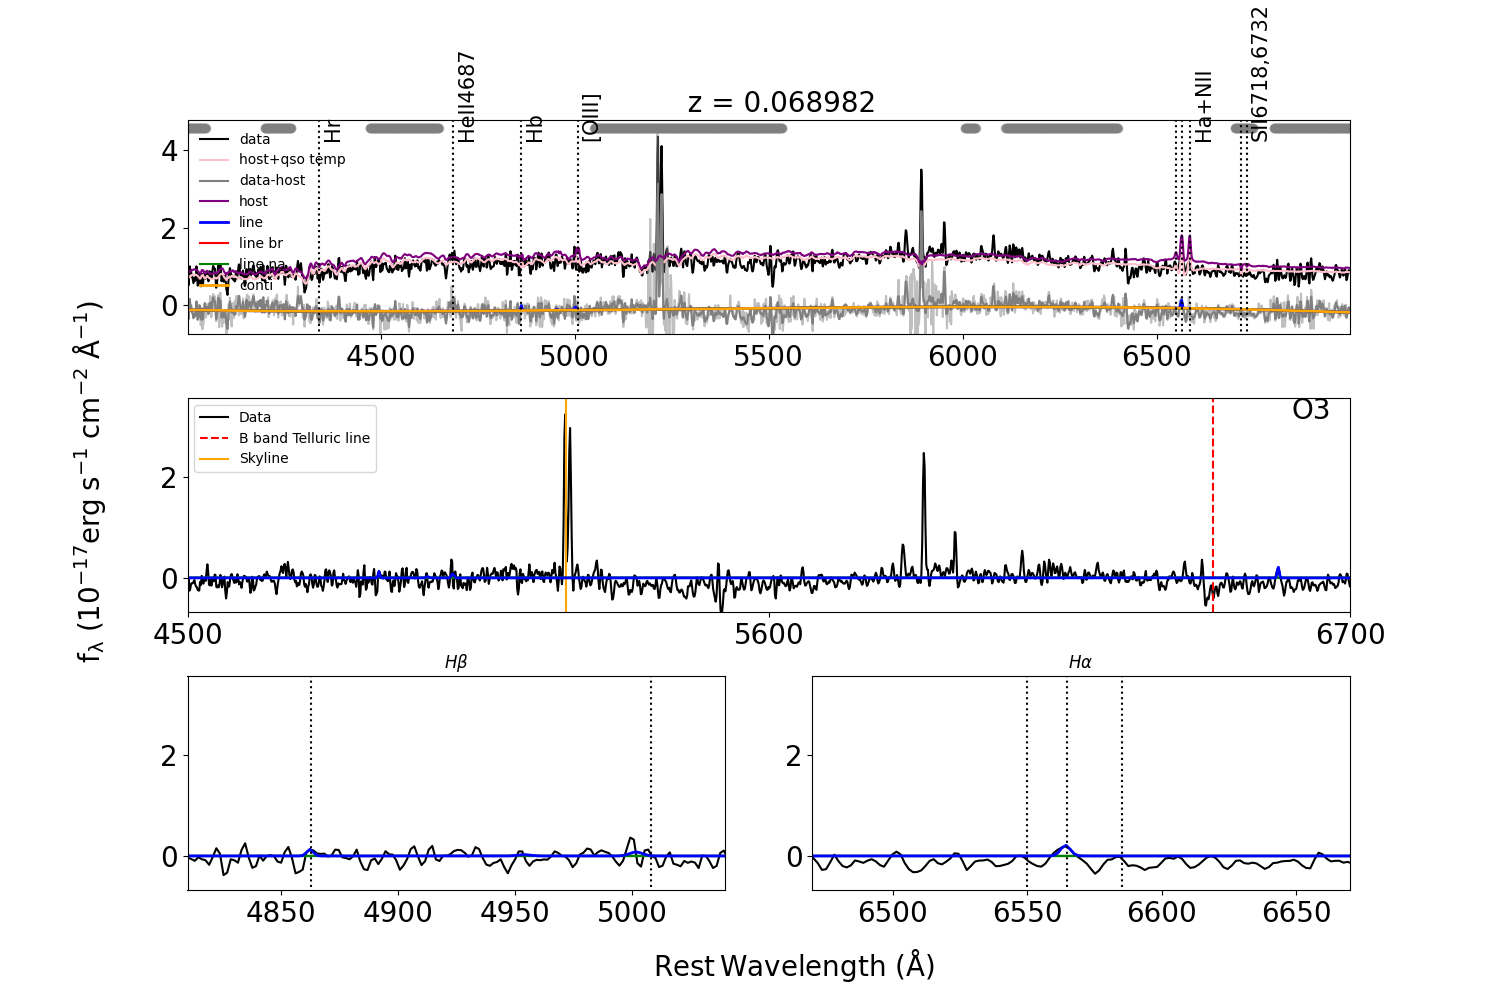 z = 0.068982
Hr
HeII4687
Hb
[OIII]
Ha+NII
SII6718,6732
data
host+qso temp
data-host
host
line
line br
line na
conti
4
2
0
4500
5000
5500
6000
6500
O3
Data
B band Telluric line
Skyline
2
0
4500
5600
6700
fλ (10⁻¹⁷erg s⁻¹ cm⁻² Å⁻¹)
Hβ
2
0
4850
4900
4950
5000
Hα
2
0
6500
6550
6600
6650
Rest Wavelength (Å)